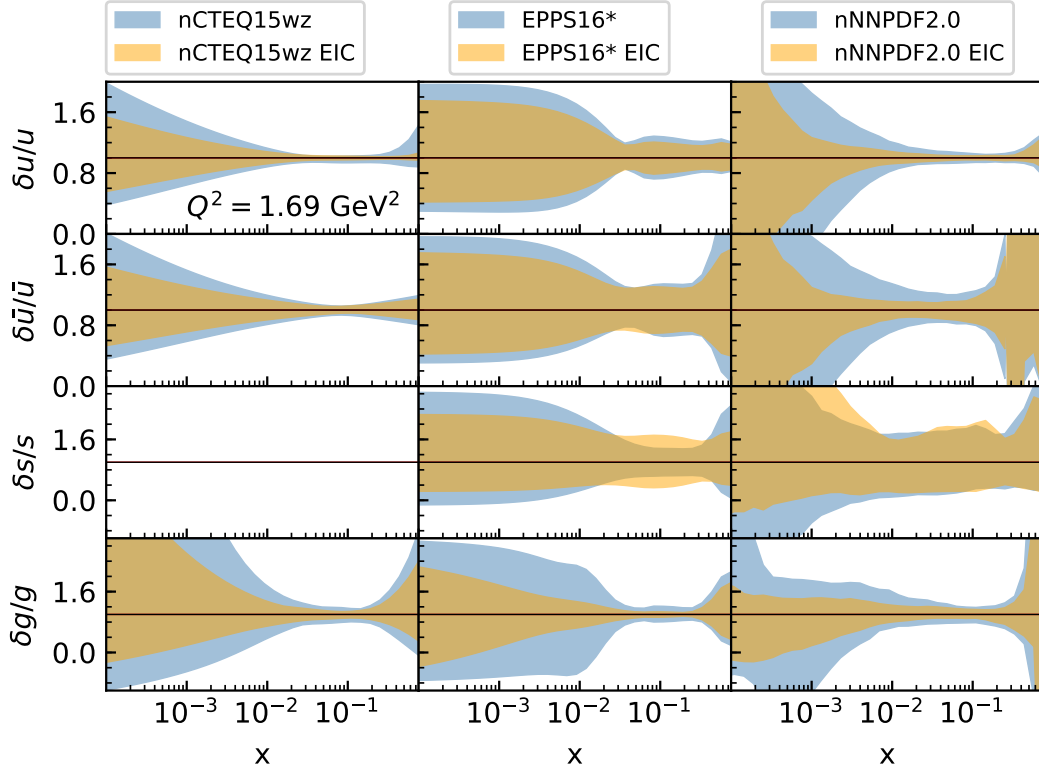 nCTEQ15wz
nCTEQ15wz EIC
EPPS16*
EPPS16* EIC
nNNPDF2.0
nNNPDF2.0 EIC
δu/u
1.6
0.8
0.0
Q² = 1.69 GeV²
δū/ū
1.6
0.8
0.0
δs/s
1.6
0.0
δg/g
1.6
0.0
10⁻³ 10⁻² 10⁻¹ 10⁻³ 10⁻² 10⁻¹ 10⁻³ 10⁻² 10⁻¹
x x x